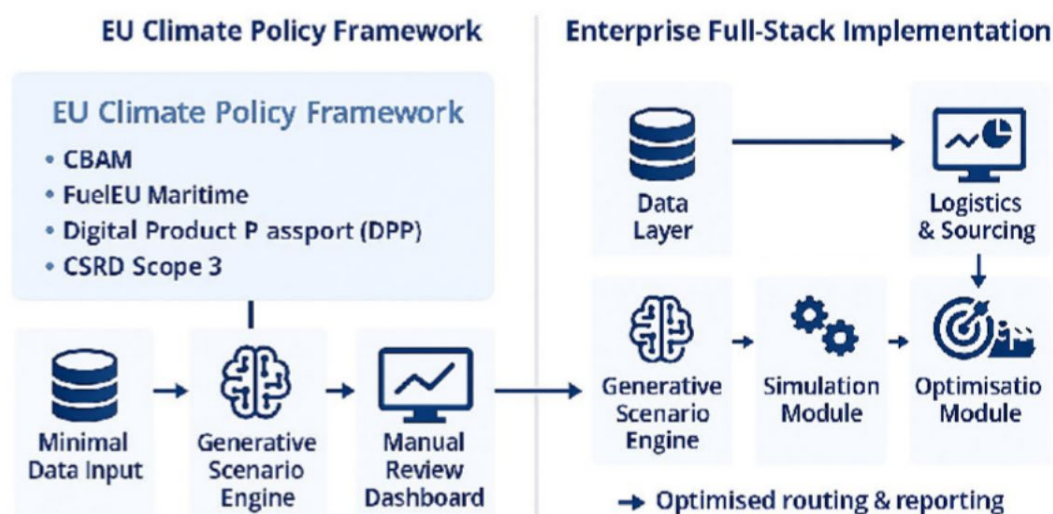 EU Climate Policy Framework
EU Climate Policy Framework
• CBAM
• FuelEU Maritime
• Digital Product P assport (DPP)
• CSRD Scope 3
Minimal
Data Input
Generative
Scenario
Engine
Manual
Review
Dashboard
Enterprise Full-Stack Implementation
Data
Layer
Logistics
& Sourcing
Generative
Scenario
Engine
Simulation
Module
Optimisatio
Module
→ Optimised routing & reporting